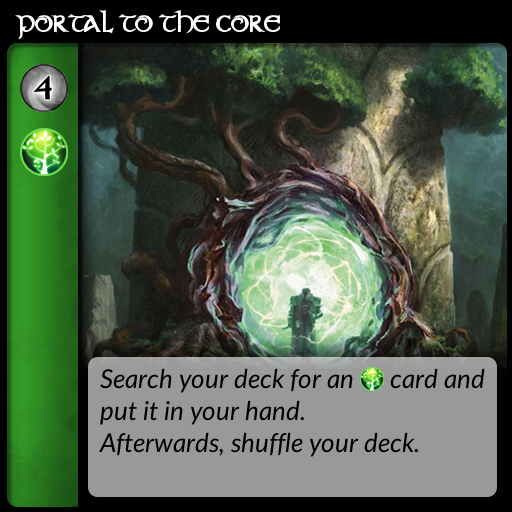 PORTAL TO THE CORE
4
Search your deck for an card and
put it in your hand.
Afterwards, shuffle your deck.